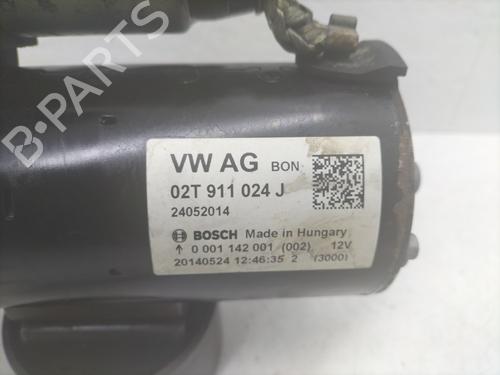 B-PARTS
VW AG BON
02T 911 024 J
24052014
BOSCH Made in Hungary
↑ 0 001 142 001 (002) 12V
20140524 12:46:35 2 (3000)